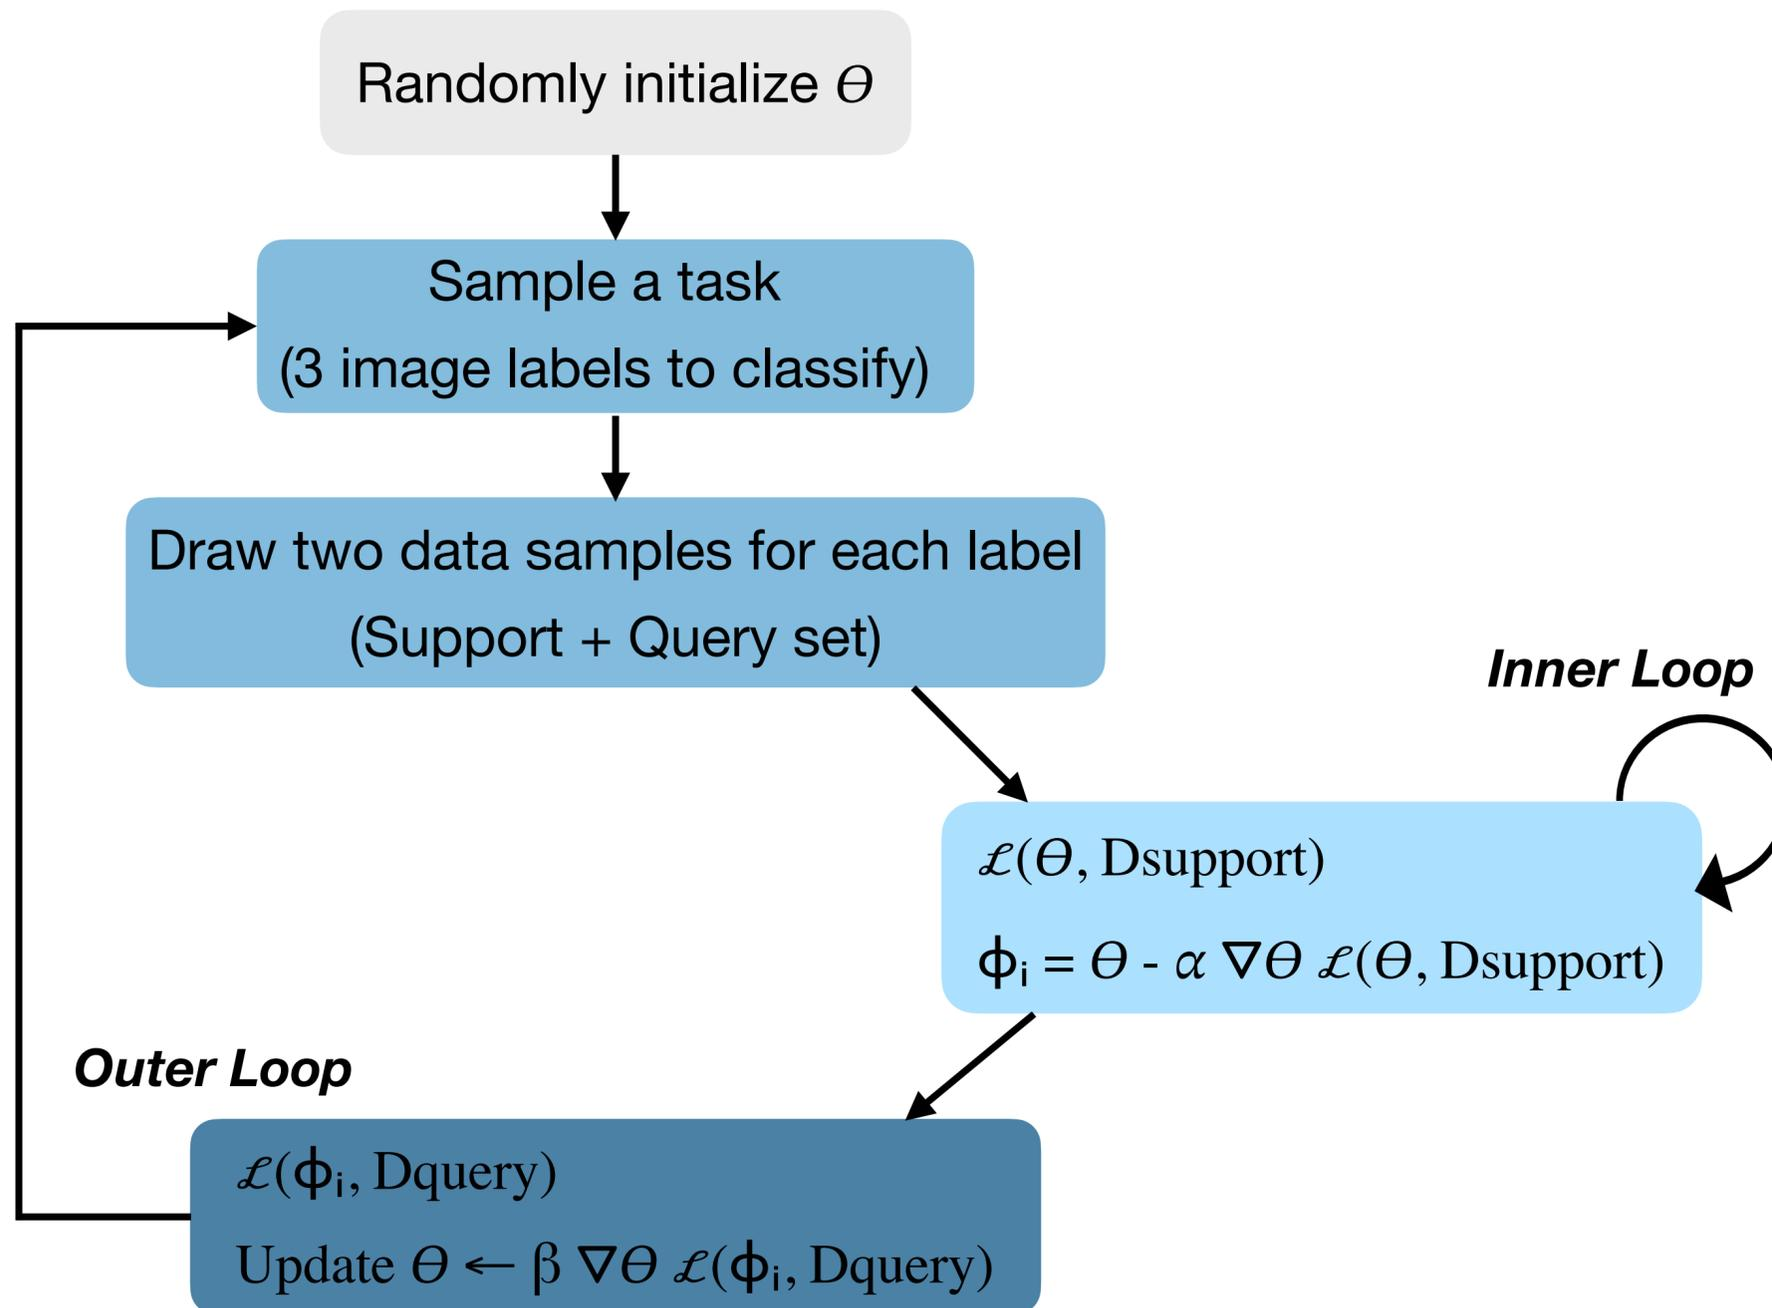 Randomly initialize ϴ
Sample a task
(3 image labels to classify)
Draw two data samples for each label
(Support + Query set)
Inner Loop
ℒ(ϴ, Dsupport)
ϕᵢ = ϴ - α ∇ϴ ℒ(ϴ, Dsupport)
Outer Loop
ℒ(ϕᵢ, Dquery)
Update ϴ ← β ∇ϴ ℒ(ϕᵢ, Dquery)